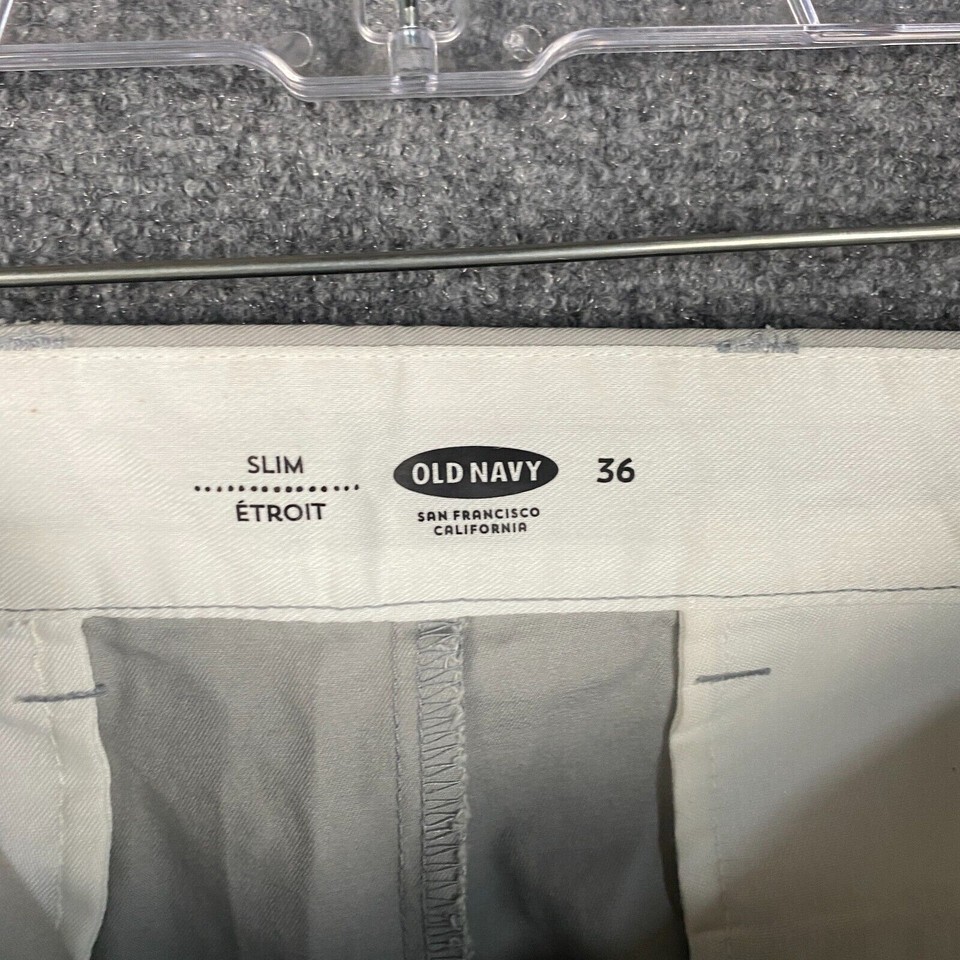 SLIM
ÉTROIT
OLD NAVY
SAN FRANCISCO
CALIFORNIA
36